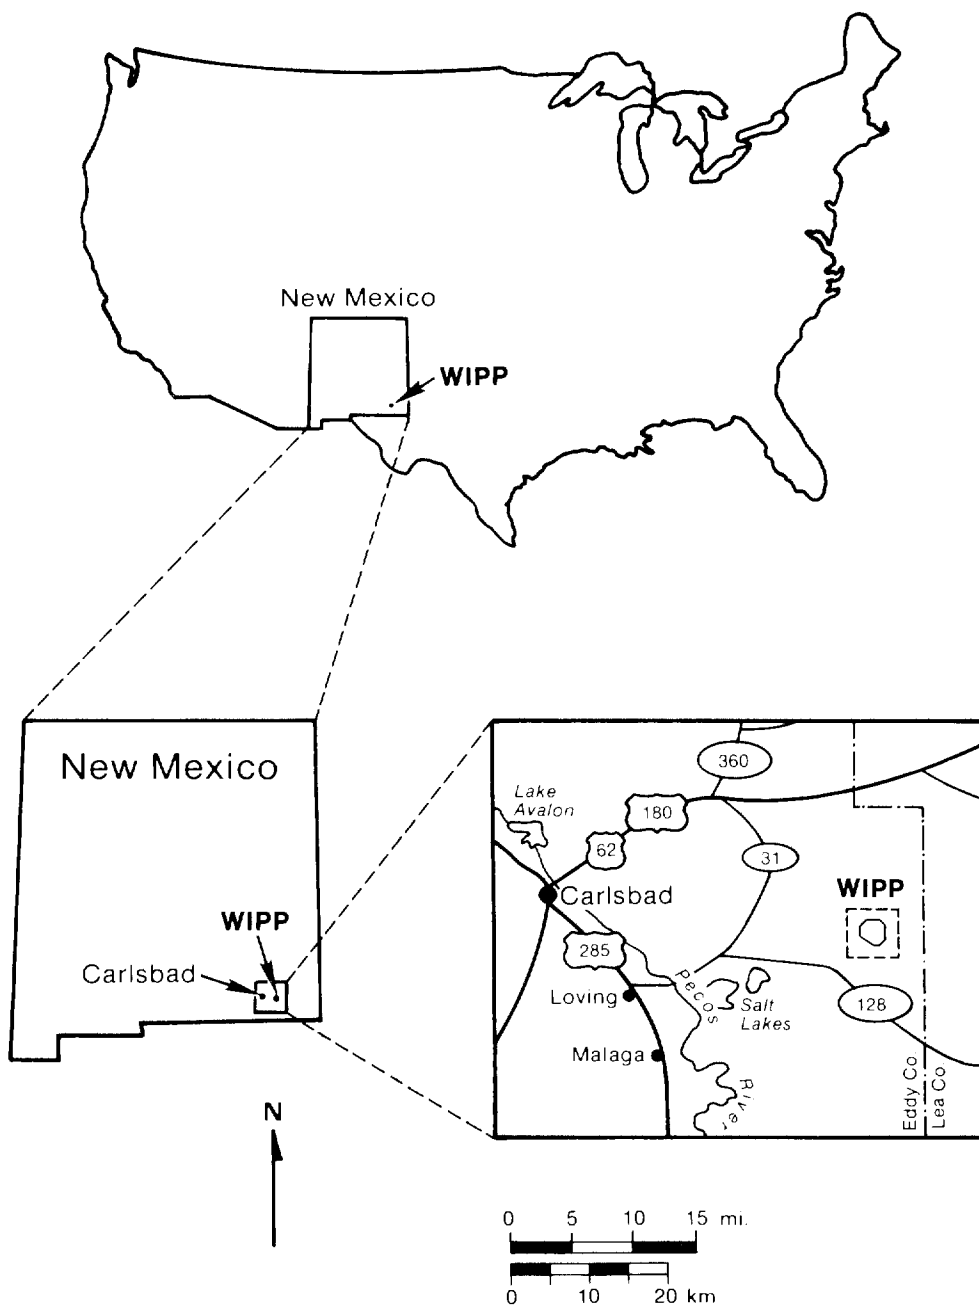 New Mexico
WIPP
New Mexico
WIPP
Carlsbad
N
360
Lake
Avalon
180
62
31
WIPP
Carlsbad
285
Pecos
Loving
Salt
Lakes
128
Malaga
River
Eddy Co.
Lea Co
0 5 10 15 mi.
0 10 20 km